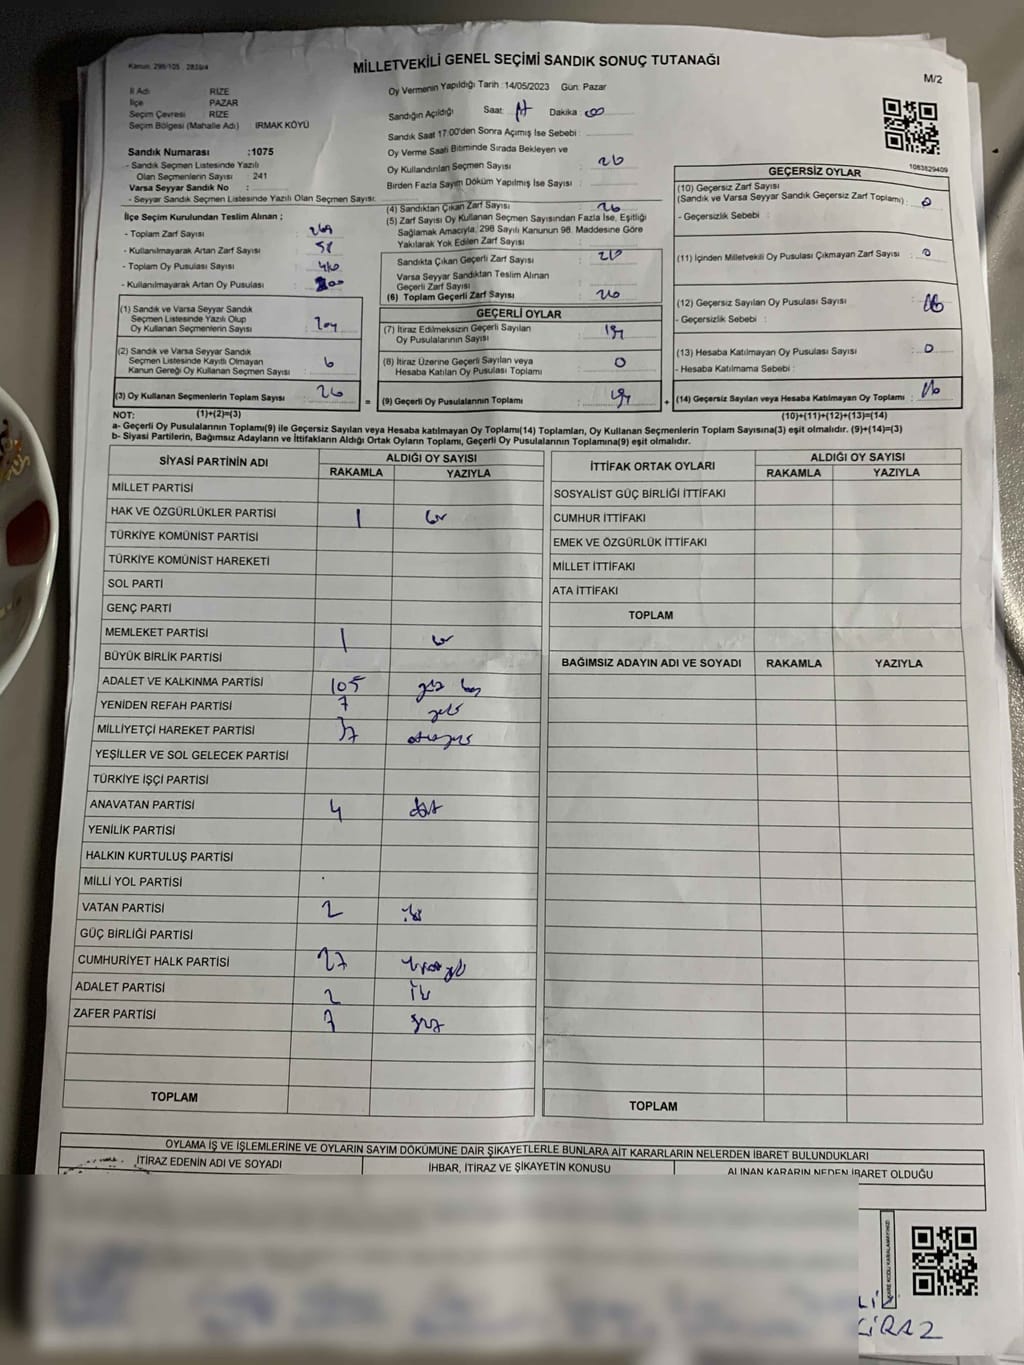 Kanun: 298/105 , 2839/4
MİLLETVEKİLİ GENEL SEÇİMİ SANDIK SONUÇ TUTANAĞI
M/2
İl Adı : RİZE
İlçe : PAZAR
Seçim Çevresi : RİZE
Seçim Bölgesi (Mahalle Adı) IRMAK KÖYÜ
Sandık Numarası :1075
- Sandık Seçmen Listesinde Yazılı
Olan Seçmenlerin Sayısı : 241
Varsa Seyyar Sandık No :
- Seyyar Sandık Seçmen Listesinde Yazılı Olan Seçmen Sayısı:
Oy Vermenin Yapıldığı Tarih :14/05/2023 Gün: Pazar
Sandığın Açıldığı Saat: Dakika : 00
Sandık Saat 17:00'den Sonra Açımış İse Sebebi :
Oy Verme Saati Bitiminde Sırada Bekleyen ve
Oy Kullandırılan Seçmen Sayısı :
Birden Fazla Sayım Döküm Yapılmış İse Sayısı :
İlçe Seçim Kurulundan Teslim Alınan ;
- Toplam Zarf Sayısı :
- Kullanılmayarak Artan Zarf Sayısı : 58
- Toplam Oy Pusulası Sayısı :
- Kullanılmayarak Artan Oy Pusulası :
(1) Sandık ve Varsa Seyyar Sandık
Seçmen Listesinde Yazılı Olup
Oy Kullanan Seçmenlerin Sayısı : 204
(2) Sandık ve Varsa Seyyar Sandık
Seçmen Listesinde Kayıtlı Olmayan
Kanun Gereği Oy Kullanan Seçmen Sayısı : 6
(3) Oy Kullanan Seçmenlerin Toplam Sayısı
(4) Sandıktan Çıkan Zarf Sayısı :
(5) Zarf Sayısı Oy Kullanan Seçmen Sayısından Fazla İse, Eşitliği
Sağlamak Amacıyla, 298 Sayılı Kanunun 98. Maddesine Göre
Yakılarak Yok Edilen Zarf Sayısı :
Sandıkta Çıkan Geçerli Zarf Sayısı : 210
Varsa Seyyar Sandıktan Teslim Alınan
Geçerli Zarf Sayısı :
(6) Toplam Geçerli Zarf Sayısı : 210
GEÇERLİ OYLAR
(7) İtiraz Edilmeksizin Geçerli Sayılan
Oy Pusulalarının Sayısı :
(8) İtiraz Üzerine Geçerli Sayılan veya
Hesaba Katılan Oy Pusulası Toplamı : 0
= (9) Geçerli Oy Pusulalarının Toplamı
1083829409
GEÇERSİZ OYLAR
(10) Geçersiz Zarf Sayısı
(Sandık ve Varsa Seyyar Sandık Geçersiz Zarf Toplamı) : 0
- Geçersizlik Sebebi :
(11) İçinden Milletvekili Oy Pusulası Çıkmayan Zarf Sayısı : 0
(12) Geçersiz Sayılan Oy Pusulası Sayısı : 16
- Geçersizlik Sebebi :
(13) Hesaba Katılmayan Oy Pusulası Sayısı : 0
- Hesaba Katılmama Sebebi :
+ (14) Geçersiz Sayılan veya Hesaba Katılmayan Oy Pusulası Toplamı : 16
NOT: (1)+(2)=(3) (10)+(11)+(12)+(13)=(14)
a- Geçerli Oy Pusulalarının Toplamı(9) ile Geçersiz Sayılan veya Hesaba katılmayan Oy Toplamı(14) Toplamları, Oy Kullanan Seçmenlerin Toplam Sayısına(3) eşit olmalıdır. (9)+(14)=(3)
b- Siyasi Partilerin, Bağımsız Adayların ve İttifakların Aldığı Ortak Oyların Toplamı, Geçerli Oy Pusulalarının Toplamına(9) eşit olmalıdır.
SİYASİ PARTİNİN ADI ALDIĞI OY SAYISI
RAKAMLA YAZIYLA
MİLLET PARTİSİ
HAK VE ÖZGÜRLÜKLER PARTİSİ 1 bir
TÜRKİYE KOMÜNİST PARTİSİ
TÜRKİYE KOMÜNİST HAREKETİ
SOL PARTİ
GENÇ PARTİ
MEMLEKET PARTİSİ 1 bir
BÜYÜK BİRLİK PARTİSİ
ADALET VE KALKINMA PARTİSİ 105 yüz beş
YENİDEN REFAH PARTİSİ 7 yedi
MİLLİYETÇİ HAREKET PARTİSİ 37 otuzyedi
YEŞİLLER VE SOL GELECEK PARTİSİ
TÜRKİYE İŞÇİ PARTİSİ
ANAVATAN PARTİSİ 4 dört
YENİLİK PARTİSİ
HALKIN KURTULUŞ PARTİSİ
MİLLİ YOL PARTİSİ
VATAN PARTİSİ 2 iki
GÜÇ BİRLİĞİ PARTİSİ
CUMHURİYET HALK PARTİSİ 27 yirmi yedi
ADALET PARTİSİ 2 iki
ZAFER PARTİSİ 7
TOPLAM
İTTİFAK ORTAK OYLARI ALDIĞI OY SAYISI
RAKAMLA YAZIYLA
SOSYALİST GÜÇ BİRLİĞİ İTTİFAKI
CUMHUR İTTİFAKI
EMEK VE ÖZGÜRLÜK İTTİFAKI
MİLLET İTTİFAKI
ATA İTTİFAKI
TOPLAM
BAĞIMSIZ ADAYIN ADI VE SOYADI RAKAMLA YAZIYLA
TOPLAM
OYLAMA İŞ VE İŞLEMLERİNE VE OYLARIN SAYIM DÖKÜMÜNE DAİR ŞİKAYETLERLE BUNLARA AİT KARARLARIN NELERDEN İBARET BULUNDUKLARI
İTİRAZ EDENİN ADI VE SOYADI İHBAR, İTİRAZ VE ŞİKAYETİN KONUSU ALINAN KARARIN NEDEN İBARET OLDUĞU
KARE KODU KARALAMAYINIZ!